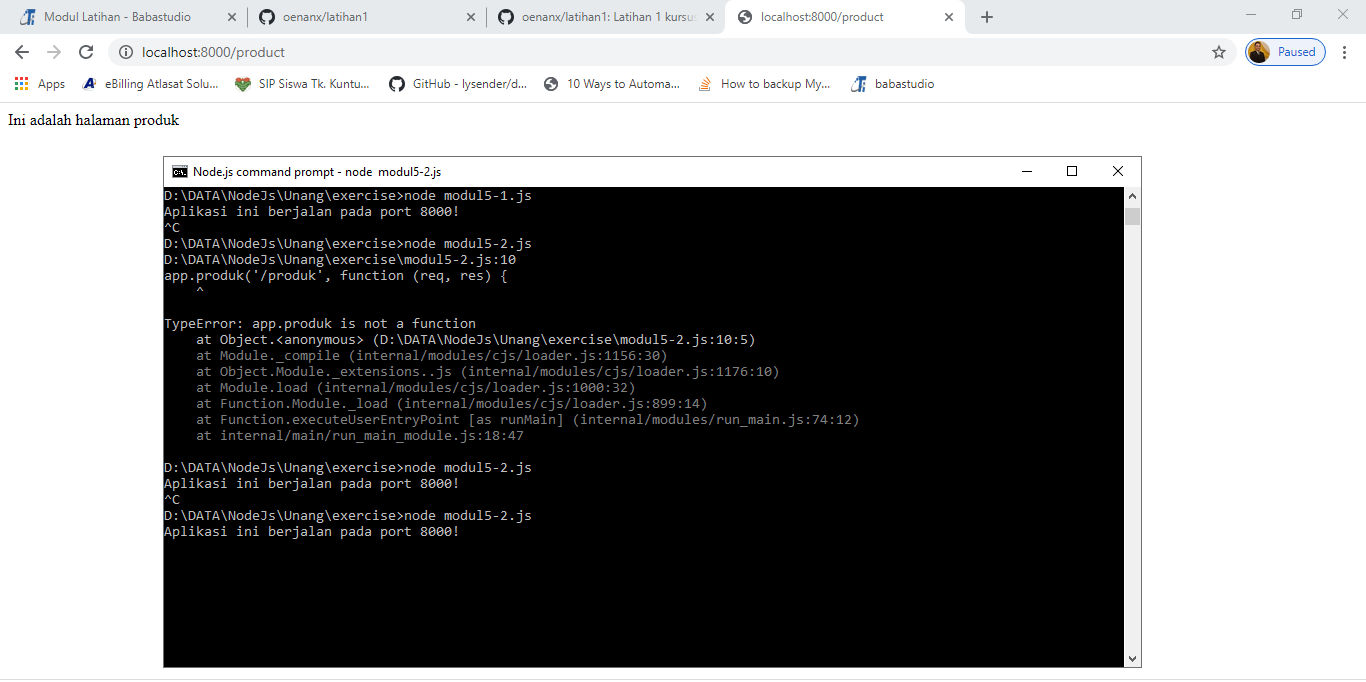 Modul Latihan - Babastudio
oenanx/latihan1
oenanx/latihan1: Latihan 1 kursus
localhost:8000/product
localhost:8000/product
Paused
Apps
eBilling Atlasat Solu...
SIP Siswa Tk. Kuntu...
GitHub - lysender/d...
10 Ways to Automa...
How to backup My...
babastudio
Ini adalah halaman produk
Node.js command prompt - node modul5-2.js
D:\DATA\NodeJs\Unang\exercise>node modul5-1.js
Aplikasi ini berjalan pada port 8000!
^C
D:\DATA\NodeJs\Unang\exercise>node modul5-2.js
D:\DATA\NodeJs\Unang\exercise\modul5-2.js:10
app.produk('/produk', function (req, res) {
    ^
TypeError: app.produk is not a function
    at Object.<anonymous> (D:\DATA\NodeJs\Unang\exercise\modul5-2.js:10:5)
    at Module._compile (internal/modules/cjs/loader.js:1156:30)
    at Object.Module._extensions..js (internal/modules/cjs/loader.js:1176:10)
    at Module.load (internal/modules/cjs/loader.js:1000:32)
    at Function.Module._load (internal/modules/cjs/loader.js:899:14)
    at Function.executeUserEntryPoint [as runMain] (internal/modules/run_main.js:74:12)
    at internal/main/run_main_module.js:18:47
D:\DATA\NodeJs\Unang\exercise>node modul5-2.js
Aplikasi ini berjalan pada port 8000!
^C
D:\DATA\NodeJs\Unang\exercise>node modul5-2.js
Aplikasi ini berjalan pada port 8000!